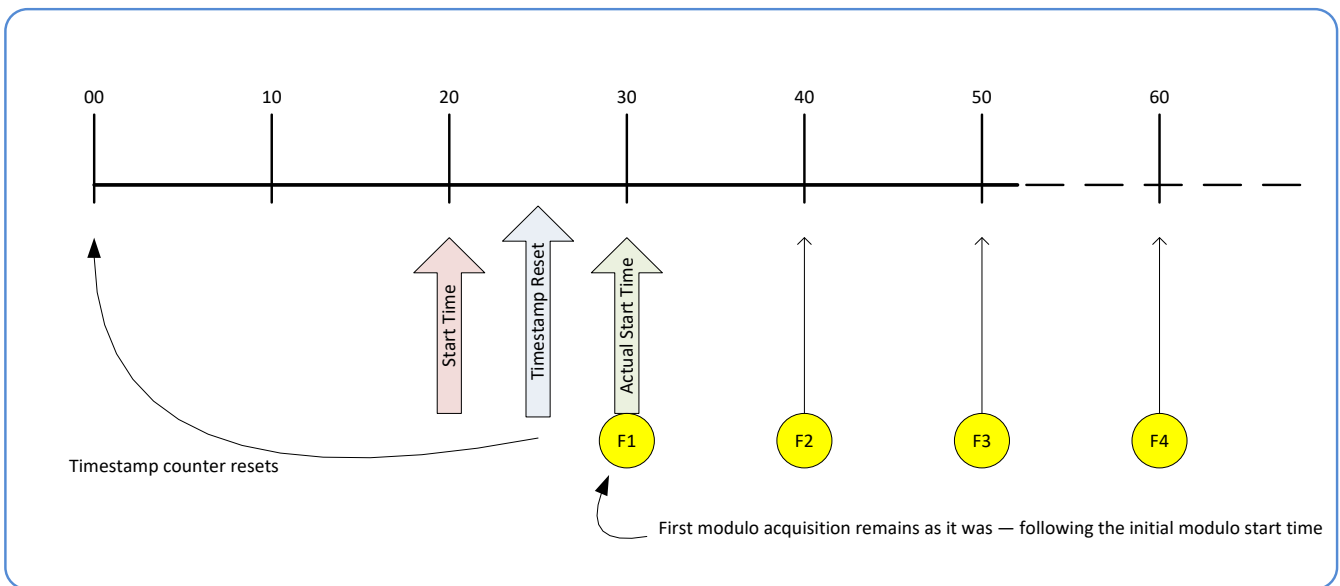 00 10 20 30 40 50 60
Start Time
Timestamp Reset
Actual Start Time
F1 F2 F3 F4
Timestamp counter resets
First modulo acquisition remains as it was — following the initial modulo start time